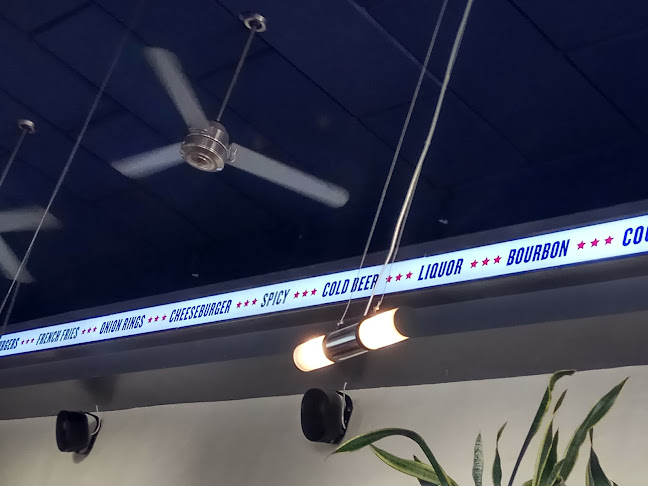 FRENCH FRIES ★★★ ONION RINGS ★★★ CHEESEBURGER ★★★ SPICY ★★★ COLD BEER ★★★ LIQUOR ★★★ BOURBON ★★★